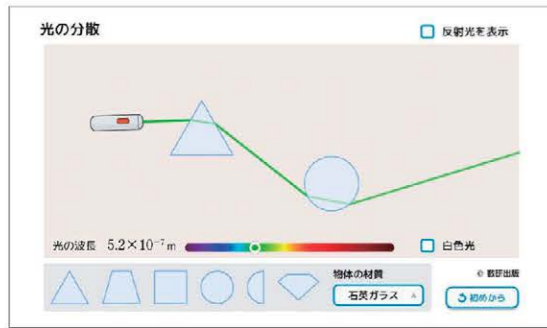 光の分散
反射光を表示
光の波長 5.2×10⁻⁷m
白色光
物体の材質
石英ガラス
© 数研出版
初めから